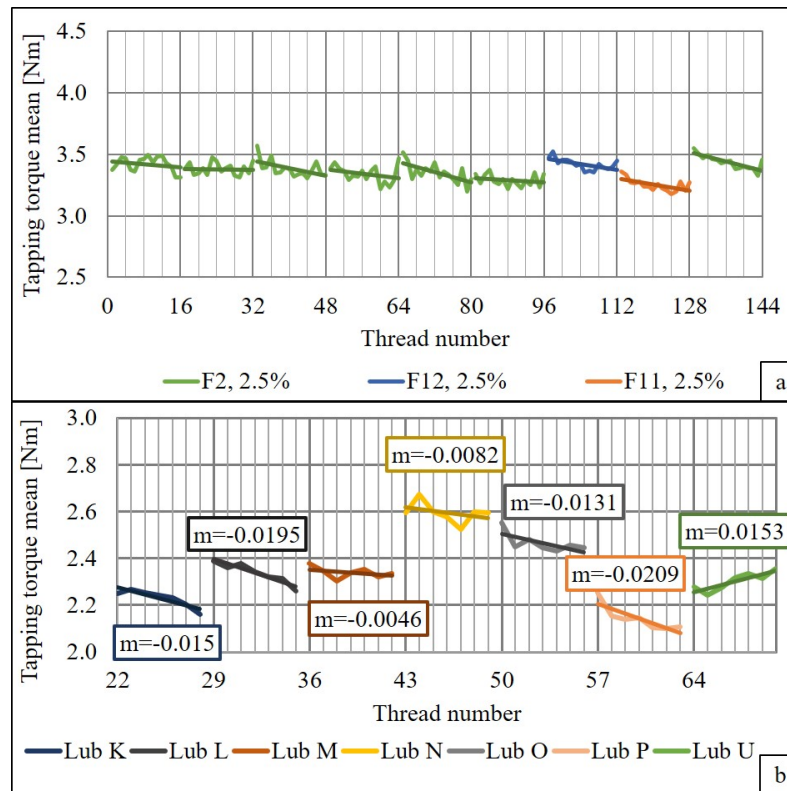 Tapping torque mean [Nm]
4.5
4.0
3.5
3.0
2.5
0 16 32 48 64 80 96 112 128 144
Thread number
F2, 2.5% F12, 2.5% F11, 2.5%
a
Tapping torque mean [Nm]
3.0
2.8
2.6
2.4
2.2
2.0
m=-0.0082
m=-0.0195
m=-0.0131
m=0.0153
m=-0.0209
m=-0.015
m=-0.0046
22 29 36 43 50 57 64
Thread number
Lub K Lub L Lub M Lub N Lub O Lub P Lub U
b